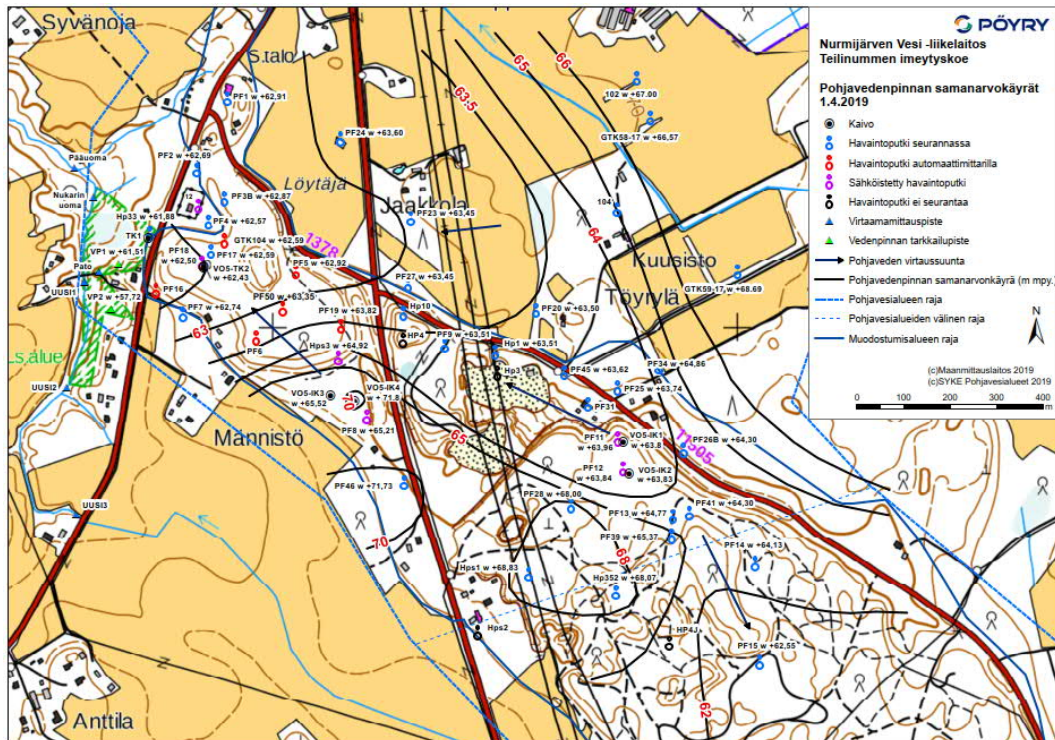 PÖYRY
Nurmijärven Vesi -liikelaitos
Teilinummen imeytyskoe
Pohjavedenpinnan samanarvokäyrät
1.4.2019
Kaivo
Havaintoputki seurannassa
Havaintoputki automaattimittarilla
Sähköistetty havaintoputki
Havaintoputki ei seurantaa
Virtaamamittauspiste
Vedenpinnan tarkkailupiste
Pohjaveden virtaussuunta
Pohjavedenpinnan samanarvonkäyrä (m mpy.)
Pohjavesialueen raja
Pohjavesialueiden välinen raja
Muodostumisalueen raja
N
(c)Maanmittauslaitos 2019
(c)SYKE Pohjavesialueet 2019
0 100 200 300 400
m
Syvänoja
S.talo
65
66
63.5
102 w +67.00
PF1 w +62,91
GTK58-17 w +66,57
PF24 w +63,60
Pääuoma
PF2 w +62,69
Löytäjä
Nukarin
uoma
12
PF3B w +62,87
Jaakkola
104
Hp33 w +61,88
PF4 w +62,57
PF23 w +63,45
TK1
GTK104 w +62,59
1378
64
VP1 w +61,51
PF18
w +62,50
PF17 w +62,59
Kuusisto
Pato
VO5-TK2
w +62,43
PF5 w +62,92
UUSI1
PF16
PF27 w +63,45
GTK59-17 w +68.69
VP2 w +57,72
PF50 w +63,35
Töyrylä
PF7 w +62,74
PF19 w +63,82
Hp10
PF20 w +63,50
63
HP4
PF9 w +63,51
Hp1 w +63,51
PF6
Hps3 w +64,92
Ls.alue
Hp3
PF45 w +63,62
PF34 w +64,86
UUSI2
VO5-IK4
w + 71.8
PF25 w +63,74
VO5-IK3
w +65,52
70
PF31
PF8 w +65,21
Männistö
65
PF11
w +63,96
VO5-IK1
w +63.8
11505
PF26B w +64,30
PF12
w +63,84
VO5-IK2
w +63,83
PF46 w +71,73
PF28 w +68,00
UUSI3
PF13 w +64,77
PF41 w +64,30
70
PF39 w +65,37
PF14 w +64,13
68
Hps1 w +68,83
Hp352 w +68,07
Hps2
HP4J
PF15 w +62,55
62
Anttila